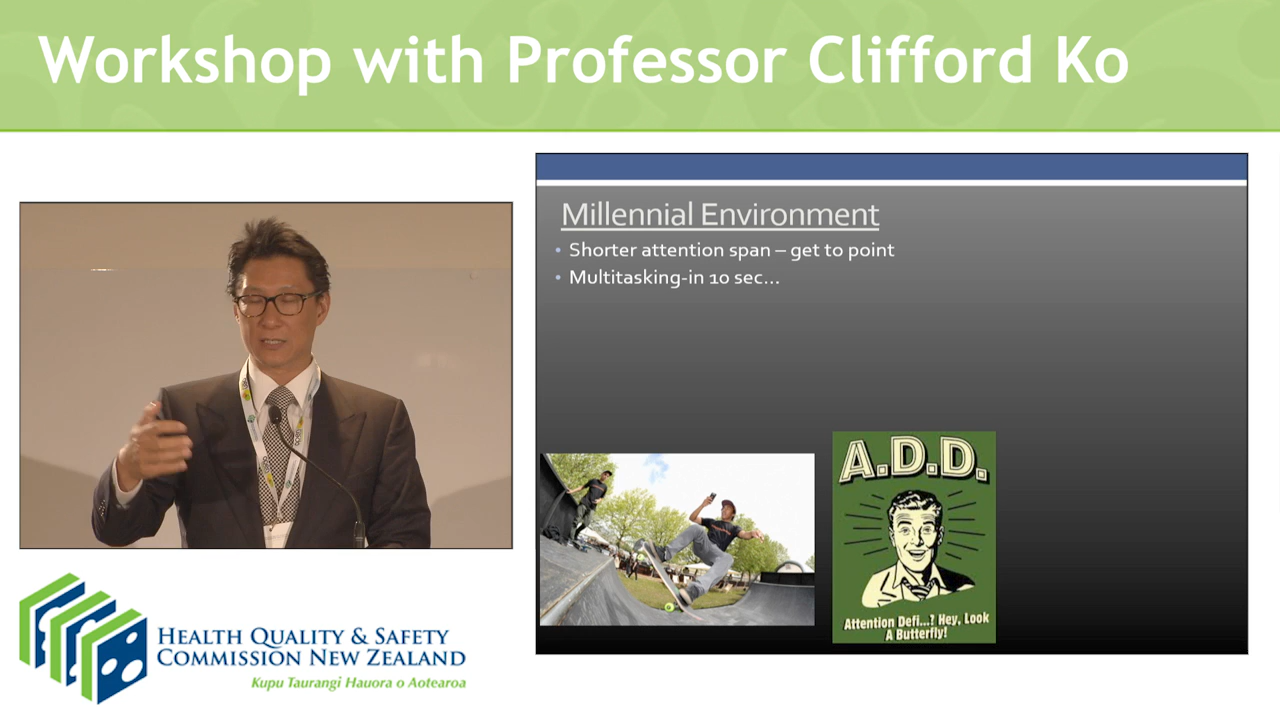 Workshop with Professor Clifford Ko
Millennial Environment
• Shorter attention span – get to point
• Multitasking-in 10 sec...
A.D.D.
Attention Defi...? Hey, Look
A Butterfly!
HEALTH QUALITY & SAFETY
COMMISSION NEW ZEALAND
Kupu Taurangi Hauora o Aotearoa